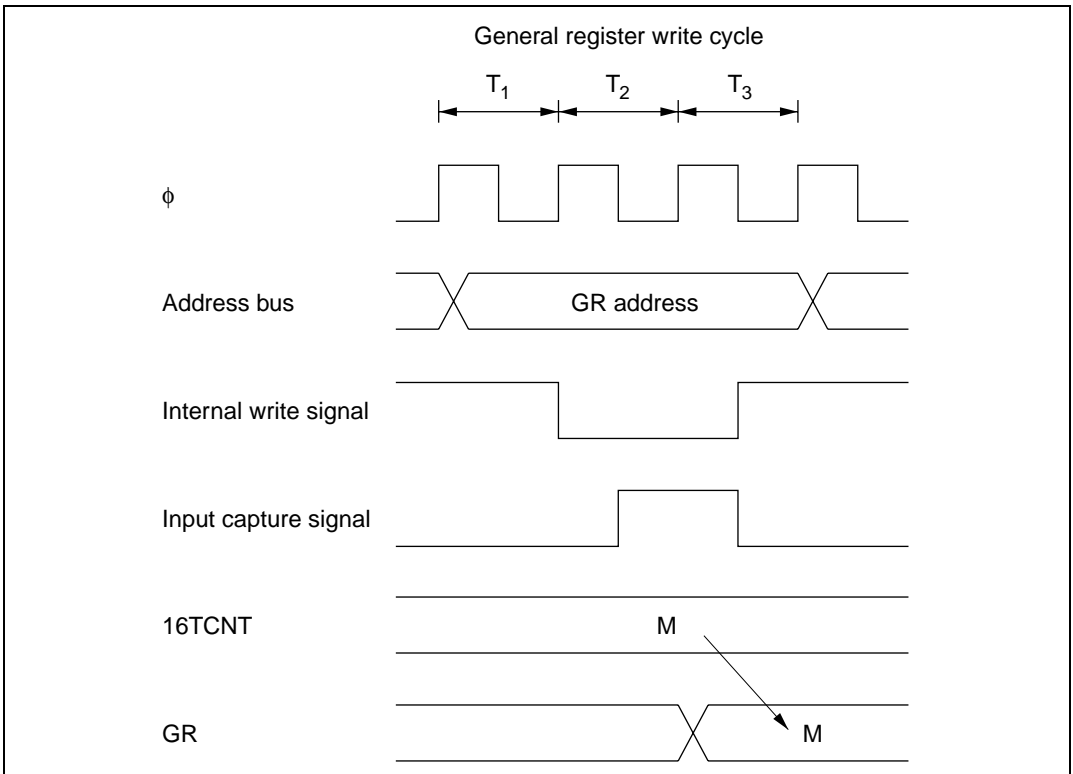 General register write cycle
T1 T2 T3
ϕ
Address bus GR address
Internal write signal
Input capture signal
16TCNT M
GR M